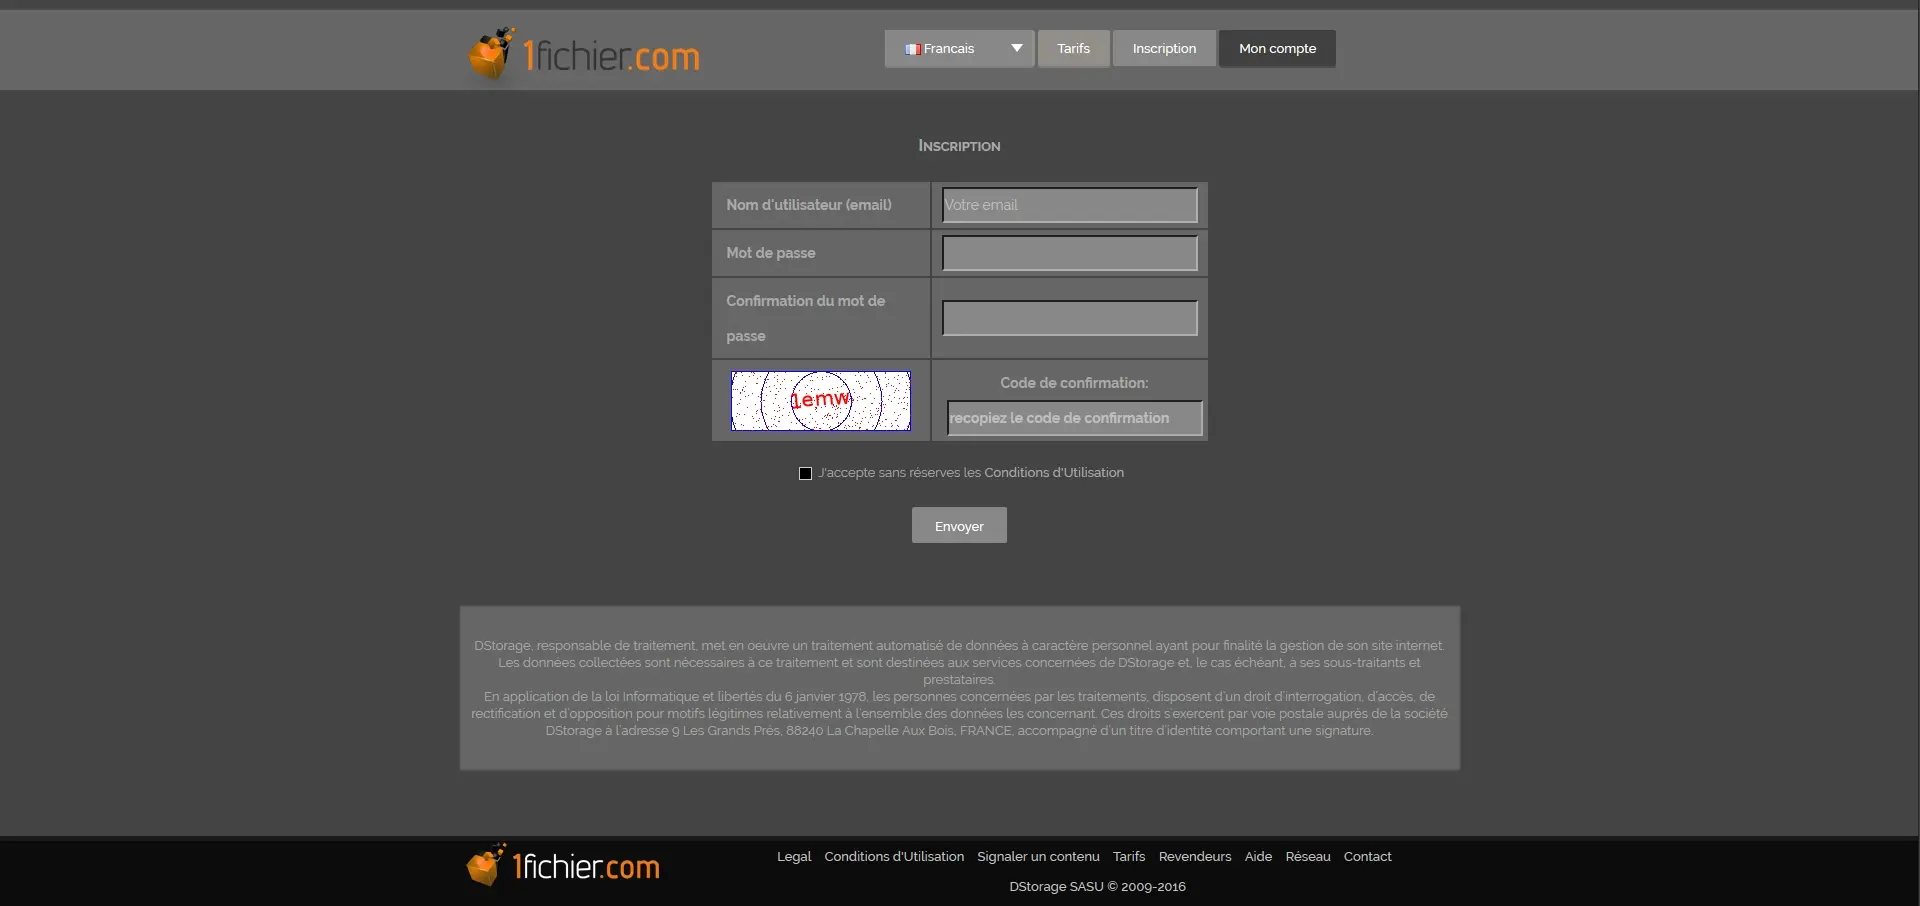 1fichier.com
Francais
Tarifs
Inscription
Mon compte
Inscription
Nom d'utilisateur (email)
Votre email
Mot de passe
Confirmation du mot de
passe
1emw
Code de confirmation:
recopiez le code de confirmation
J'accepte sans réserves les Conditions d'Utilisation
Envoyer
DStorage, responsable de traitement, met en oeuvre un traitement automatisé de données à caractère personnel ayant pour finalité la gestion de son site internet.
Les données collectées sont nécessaires à ce traitement et sont destinées aux services concernées de DStorage et, le cas échéant, à ses sous-traitants et
prestataires.
En application de la loi Informatique et libertés du 6 janvier 1978, les personnes concernées par les traitements, disposent d'un droit d'interrogation, d'accès, de
rectification et d'opposition pour motifs légitimes relativement à l'ensemble des données les concernant. Ces droits s'exercent par voie postale auprès de la société
DStorage à l'adresse 9 Les Grands Prés, 88240 La Chapelle Aux Bois, FRANCE, accompagné d'un titre d'identité comportant une signature.
1fichier.com
Legal Conditions d'Utilisation Signaler un contenu Tarifs Revendeurs Aide Réseau Contact
DStorage SASU © 2009-2016